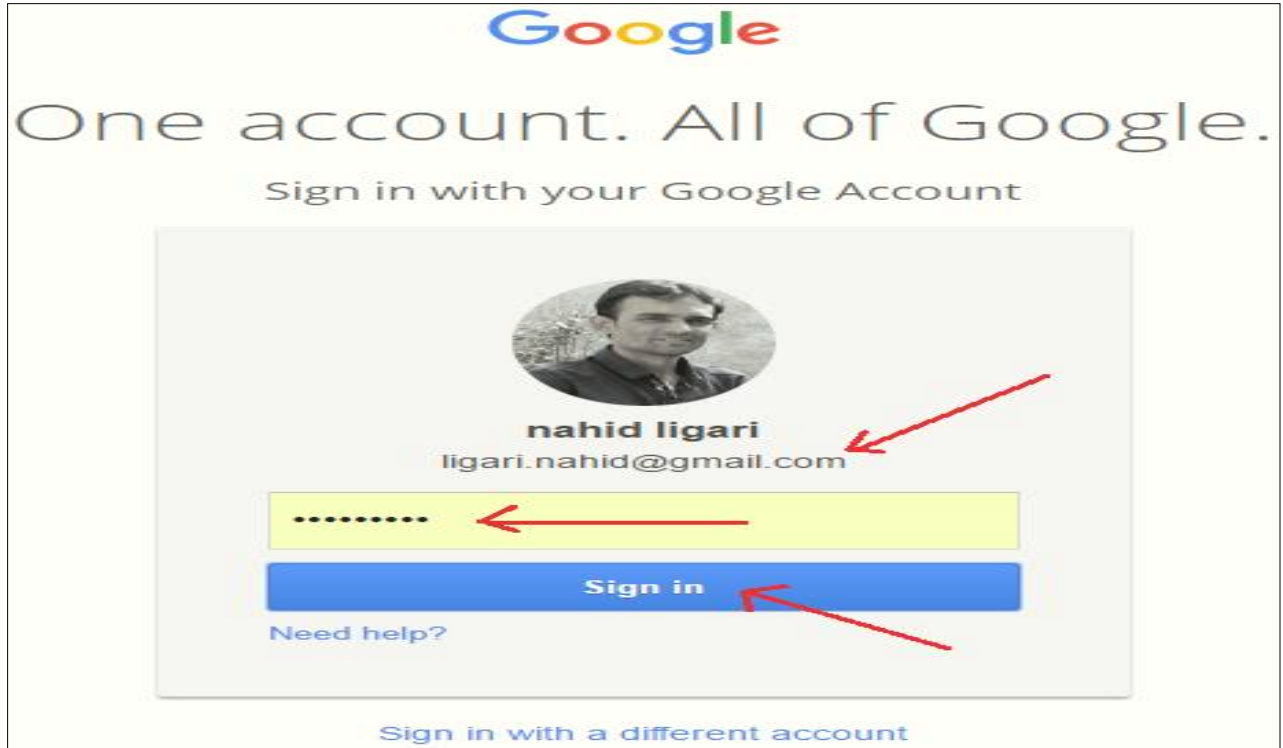 Google
One account. All of Google.
Sign in with your Google Account
nahid ligari
ligari.nahid@gmail.com
•••••••••
Sign in
Need help?
Sign in with a different account